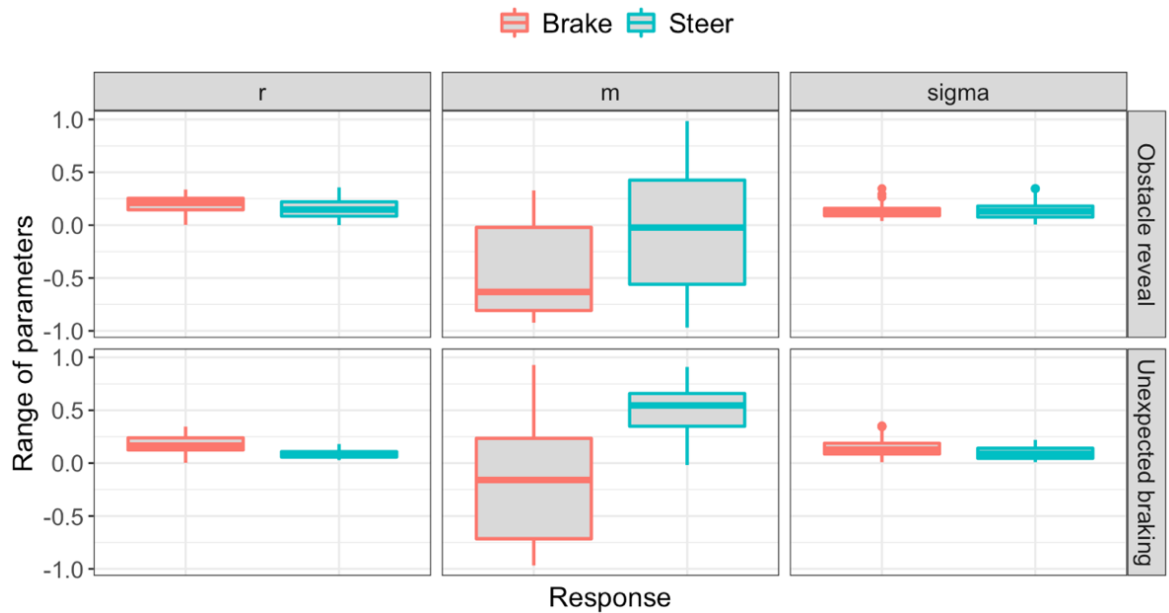 Brake Steer
r m sigma
Range of parameters
1.0
0.5
0.0
-0.5
-1.0
Obstacle reveal
1.0
0.5
0.0
-0.5
-1.0
Unexpected braking
Response